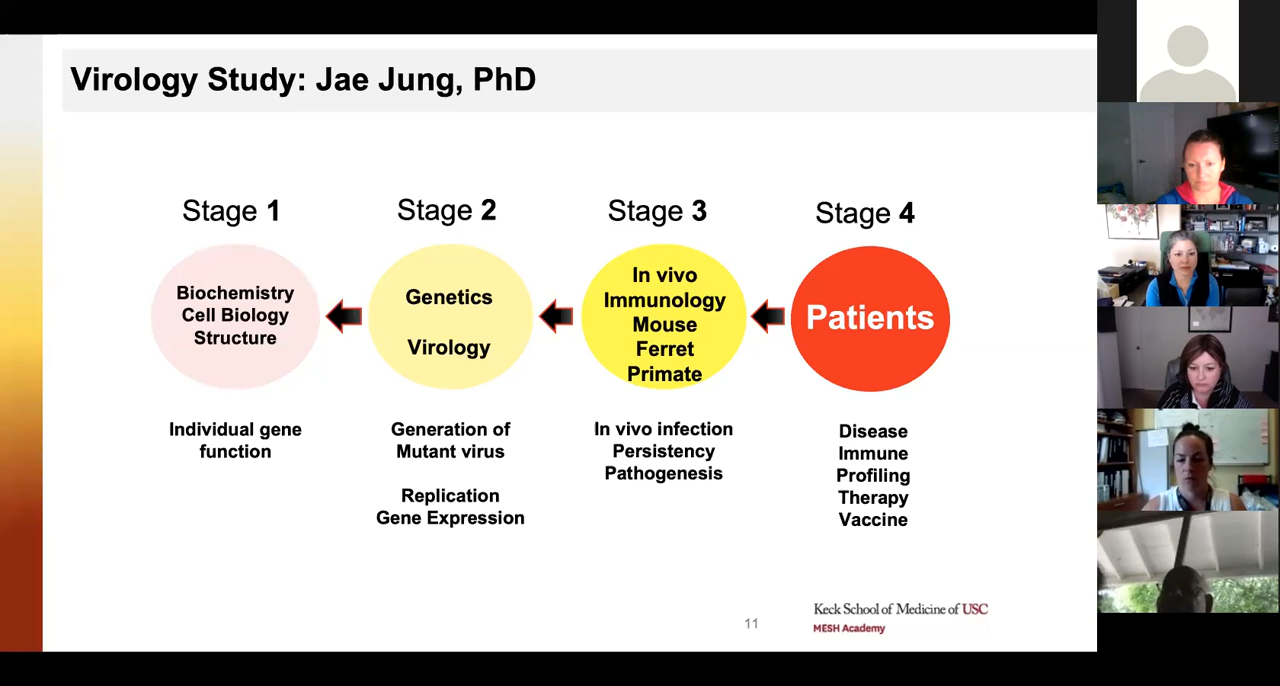 Virology Study: Jae Jung, PhD
Stage 1
Biochemistry
Cell Biology
Structure
Individual gene
function
Stage 2
Genetics
Virology
Generation of
Mutant virus
Replication
Gene Expression
Stage 3
In vivo
Immunology
Mouse
Ferret
Primate
In vivo infection
Persistency
Pathogenesis
Stage 4
Patients
Disease
Immune
Profiling
Therapy
Vaccine
11
Keck School of Medicine of USC
MESH Academy